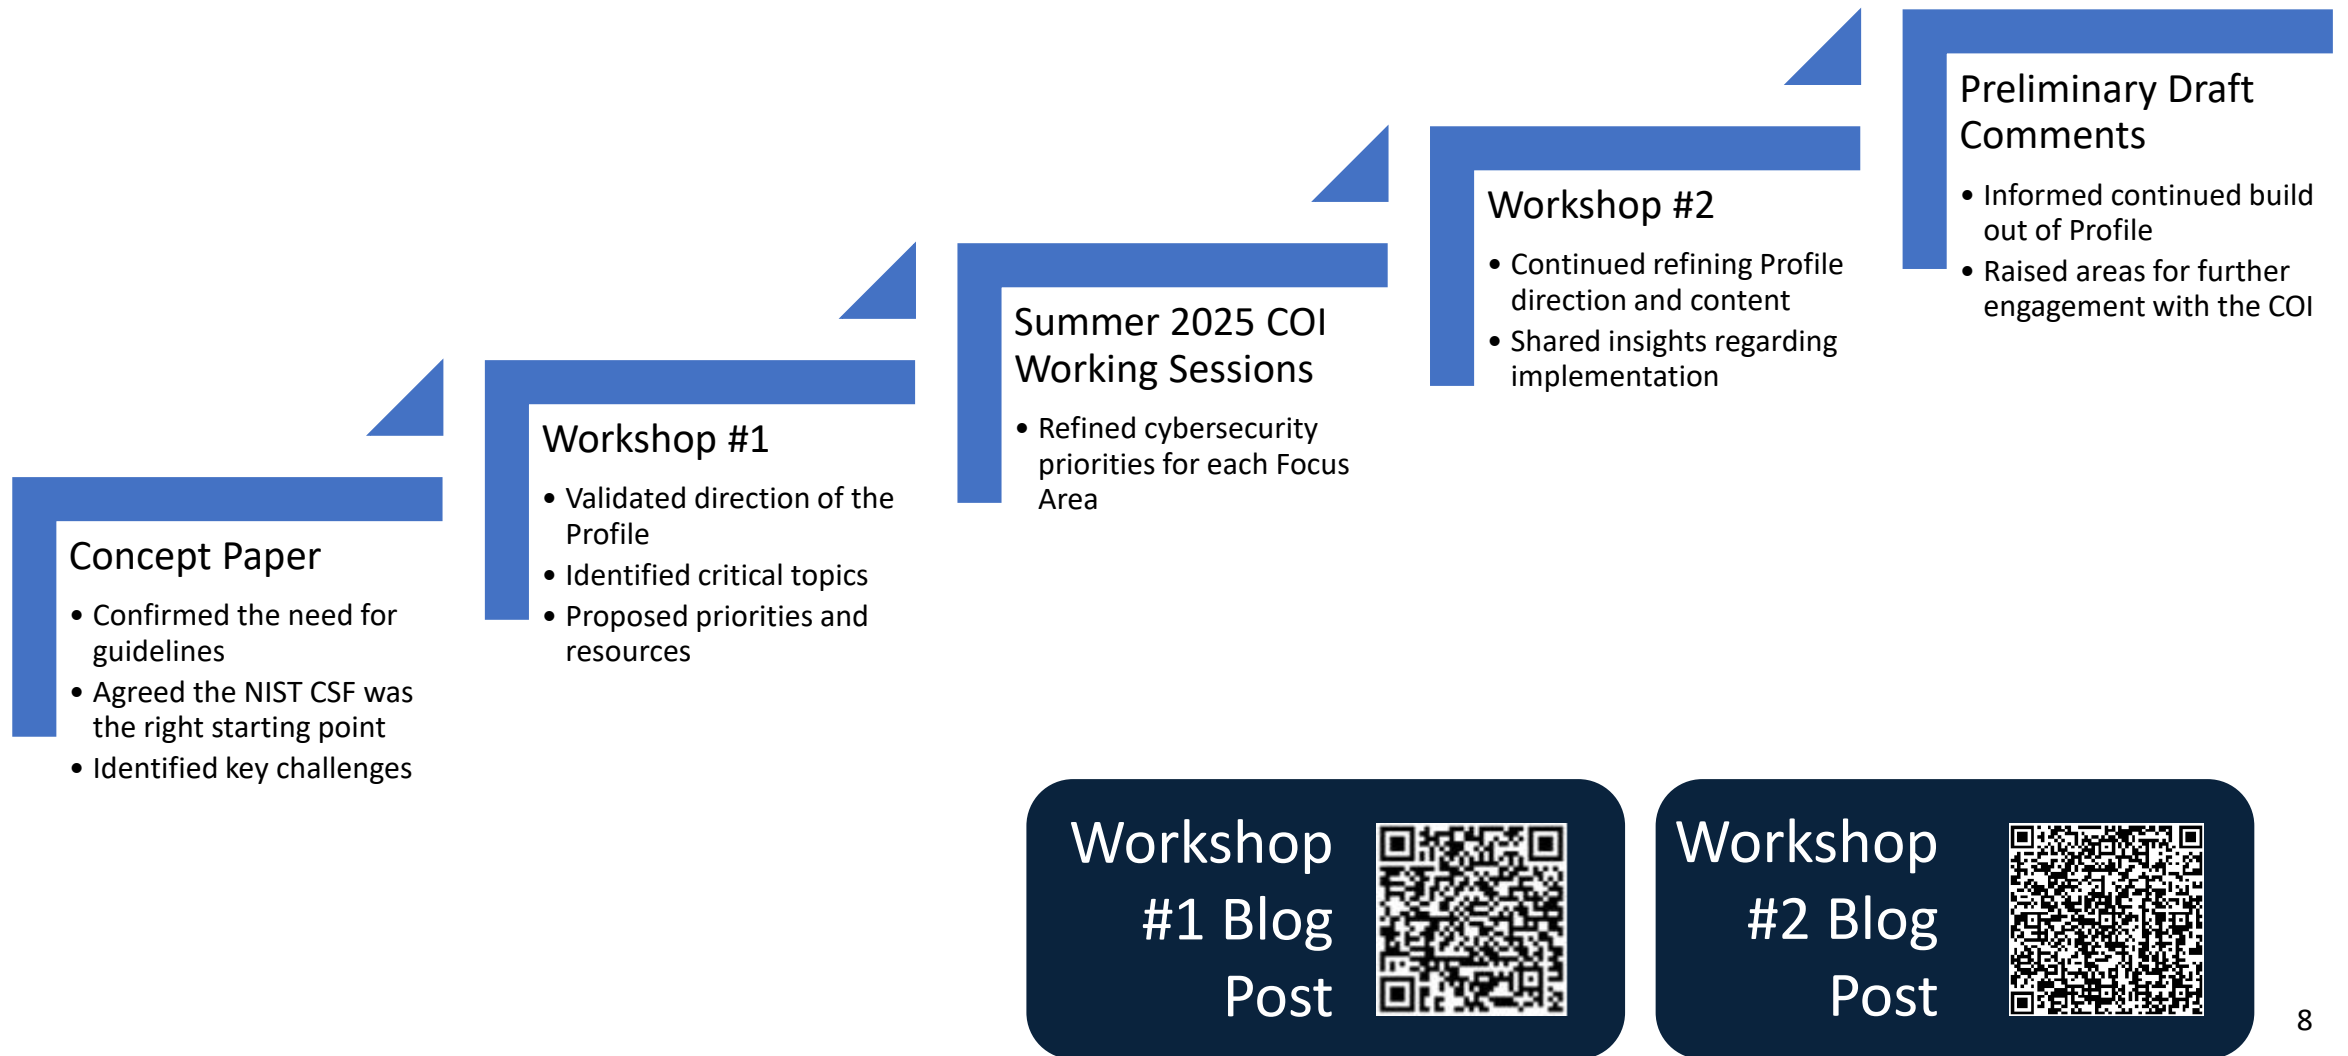 Concept Paper
• Confirmed the need for
guidelines
• Agreed the NIST CSF was
the right starting point
• Identified key challenges
Workshop #1
• Validated direction of the
Profile
• Identified critical topics
• Proposed priorities and
resources
Summer 2025 COI
Working Sessions
• Refined cybersecurity
priorities for each Focus
Area
Workshop #2
• Continued refining Profile
direction and content
• Shared insights regarding
implementation
Preliminary Draft
Comments
• Informed continued build
out of Profile
• Raised areas for further
engagement with the COI
Workshop
#1 Blog
Post
Workshop
#2 Blog
Post
8